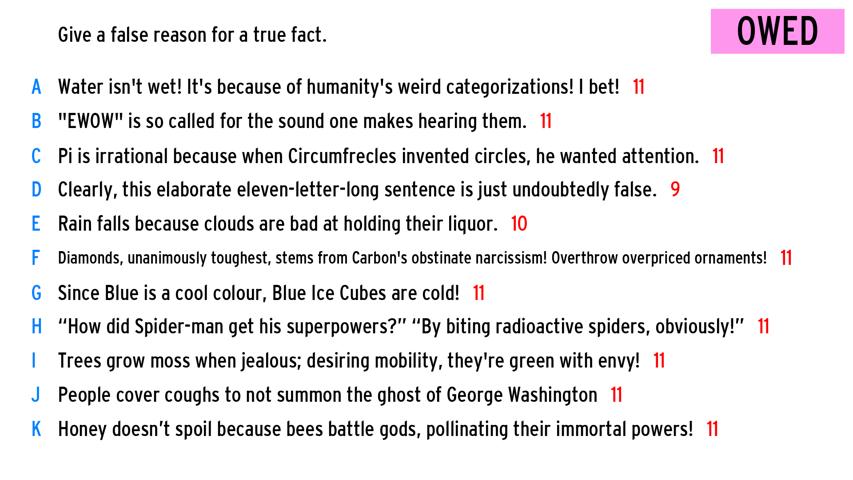 Give a false reason for a true fact.
OWED
A Water isn't wet! It's because of humanity's weird categorizations! I bet! 11
B "EWOW" is so called for the sound one makes hearing them. 11
C Pi is irrational because when Circumfrecles invented circles, he wanted attention. 11
D Clearly, this elaborate eleven-letter-long sentence is just undoubtedly false. 9
E Rain falls because clouds are bad at holding their liquor. 10
F Diamonds, unanimously toughest, stems from Carbon's obstinate narcissism! Overthrow overpriced ornaments! 11
G Since Blue is a cool colour, Blue Ice Cubes are cold! 11
H “How did Spider-man get his superpowers?” “By biting radioactive spiders, obviously!” 11
I Trees grow moss when jealous; desiring mobility, they're green with envy! 11
J People cover coughs to not summon the ghost of George Washington 11
K Honey doesn’t spoil because bees battle gods, pollinating their immortal powers! 11